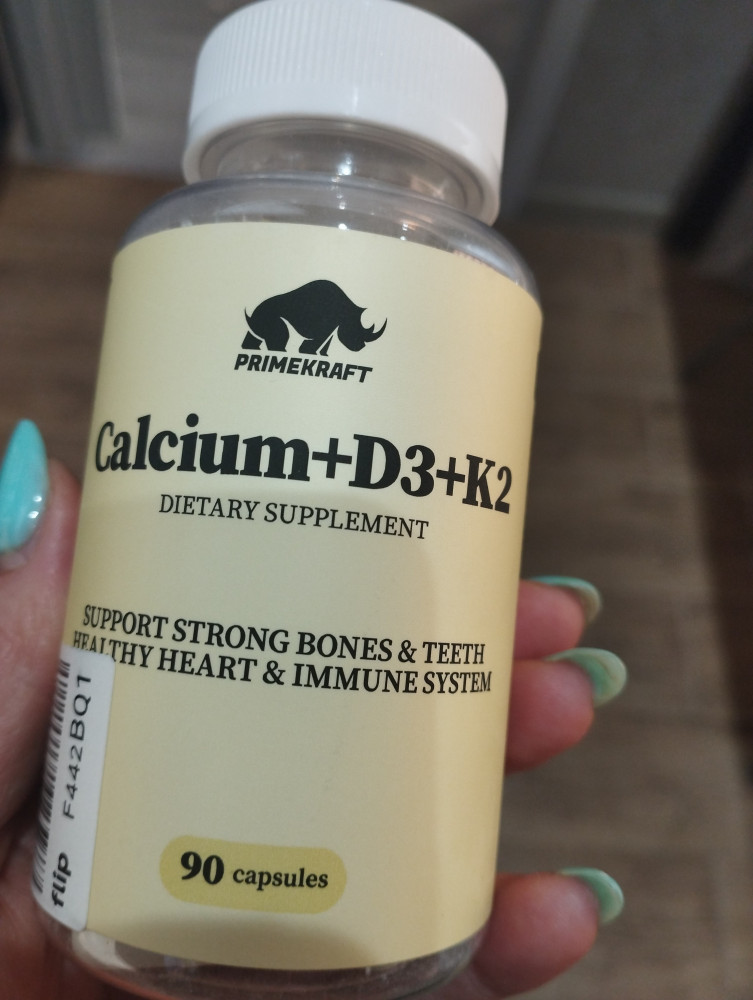 PRIMEKRAFT
Calcium+D3+K2
DIETARY SUPPLEMENT
SUPPORT STRONG BONES & TEETH
HEALTHY HEART & IMMUNE SYSTEM
90 capsules
flip F442BQ1